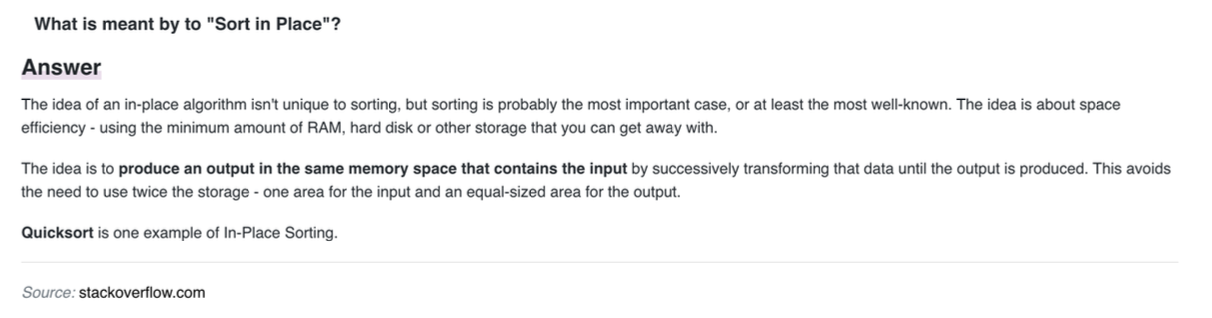 What is meant by to "Sort in Place"?
Answer
The idea of an in-place algorithm isn't unique to sorting, but sorting is probably the most important case, or at least the most well-known. The idea is about space
efficiency - using the minimum amount of RAM, hard disk or other storage that you can get away with.
The idea is to produce an output in the same memory space that contains the input by successively transforming that data until the output is produced. This avoids
the need to use twice the storage - one area for the input and an equal-sized area for the output.
Quicksort is one example of In-Place Sorting.
Source: stackoverflow.com